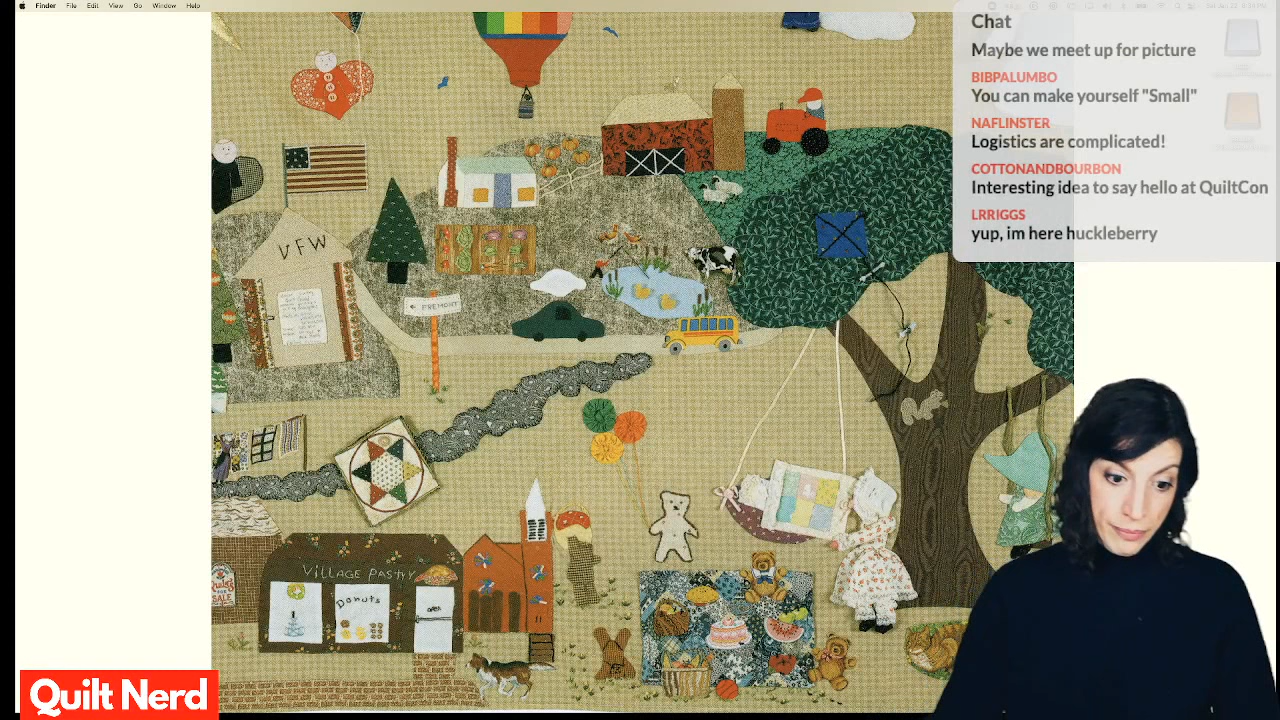 Finder File Edit View Go Window Help
Chat
Maybe we meet up for picture
BIBPALUMBO
You can make yourself "Small"
NAFLINSTER
Logistics are complicated!
COTTONANDBOURBON
Interesting idea to say hello at QuiltCon
LRRIGGS
yup, im here huckleberry
VFW
← FREMONT
VILLAGE PASTRY
Donuts
OPEN
SALE
Quilt Nerd